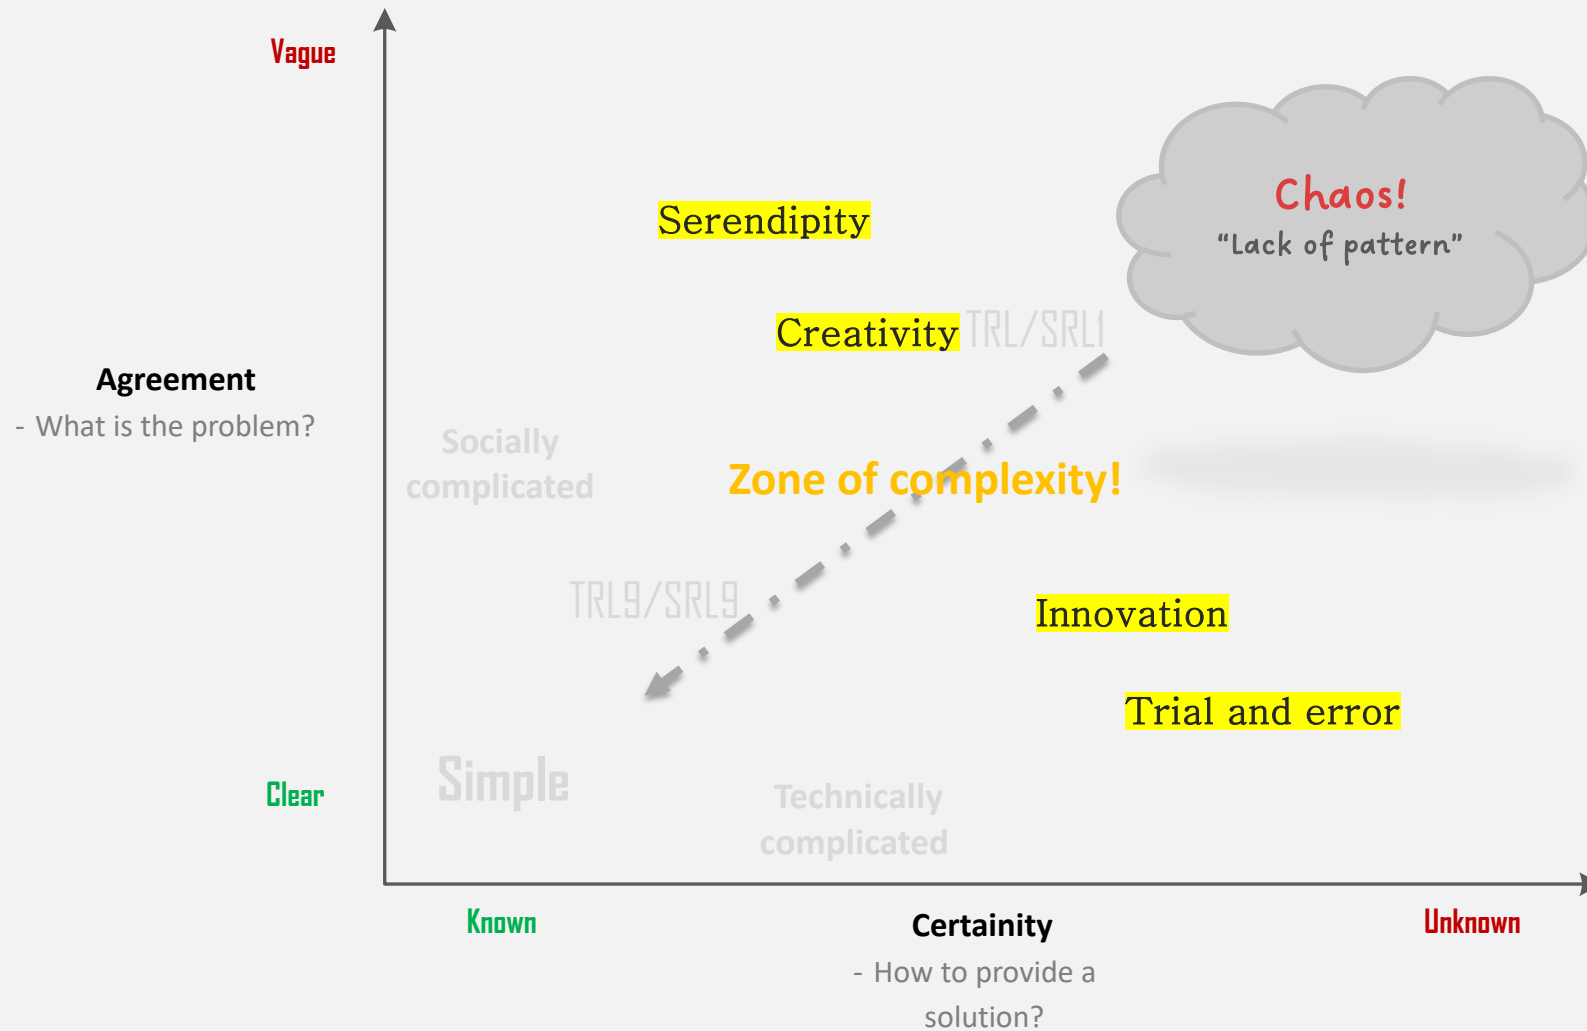 Vague
Chaos!
“Lack of pattern”
Serendipity
Creativity
TRL/SRL1
Agreement
- What is the problem?
Socially
complicated
Zone of complexity!
TRL9/SRL9
Innovation
Trial and error
Simple
Clear
Technically
complicated
Known
Certainity
Unknown
- How to provide a
solution?